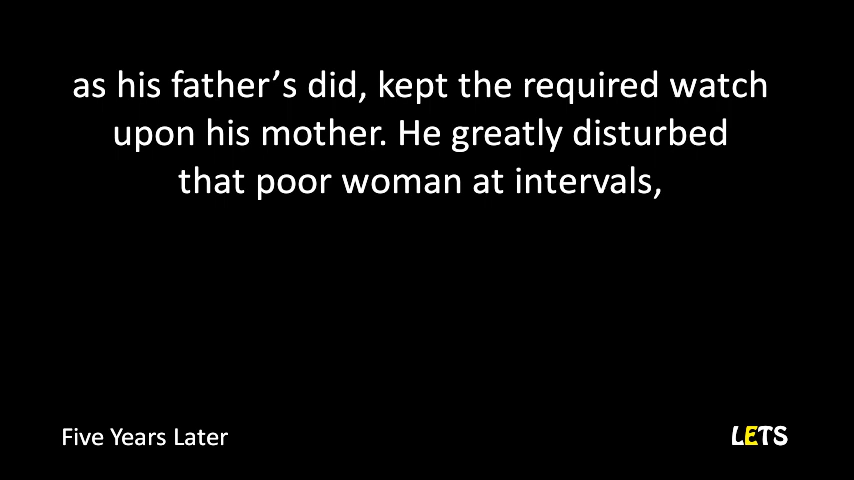 as his father’s did, kept the required watch
upon his mother. He greatly disturbed
that poor woman at intervals,
Five Years Later
LETS